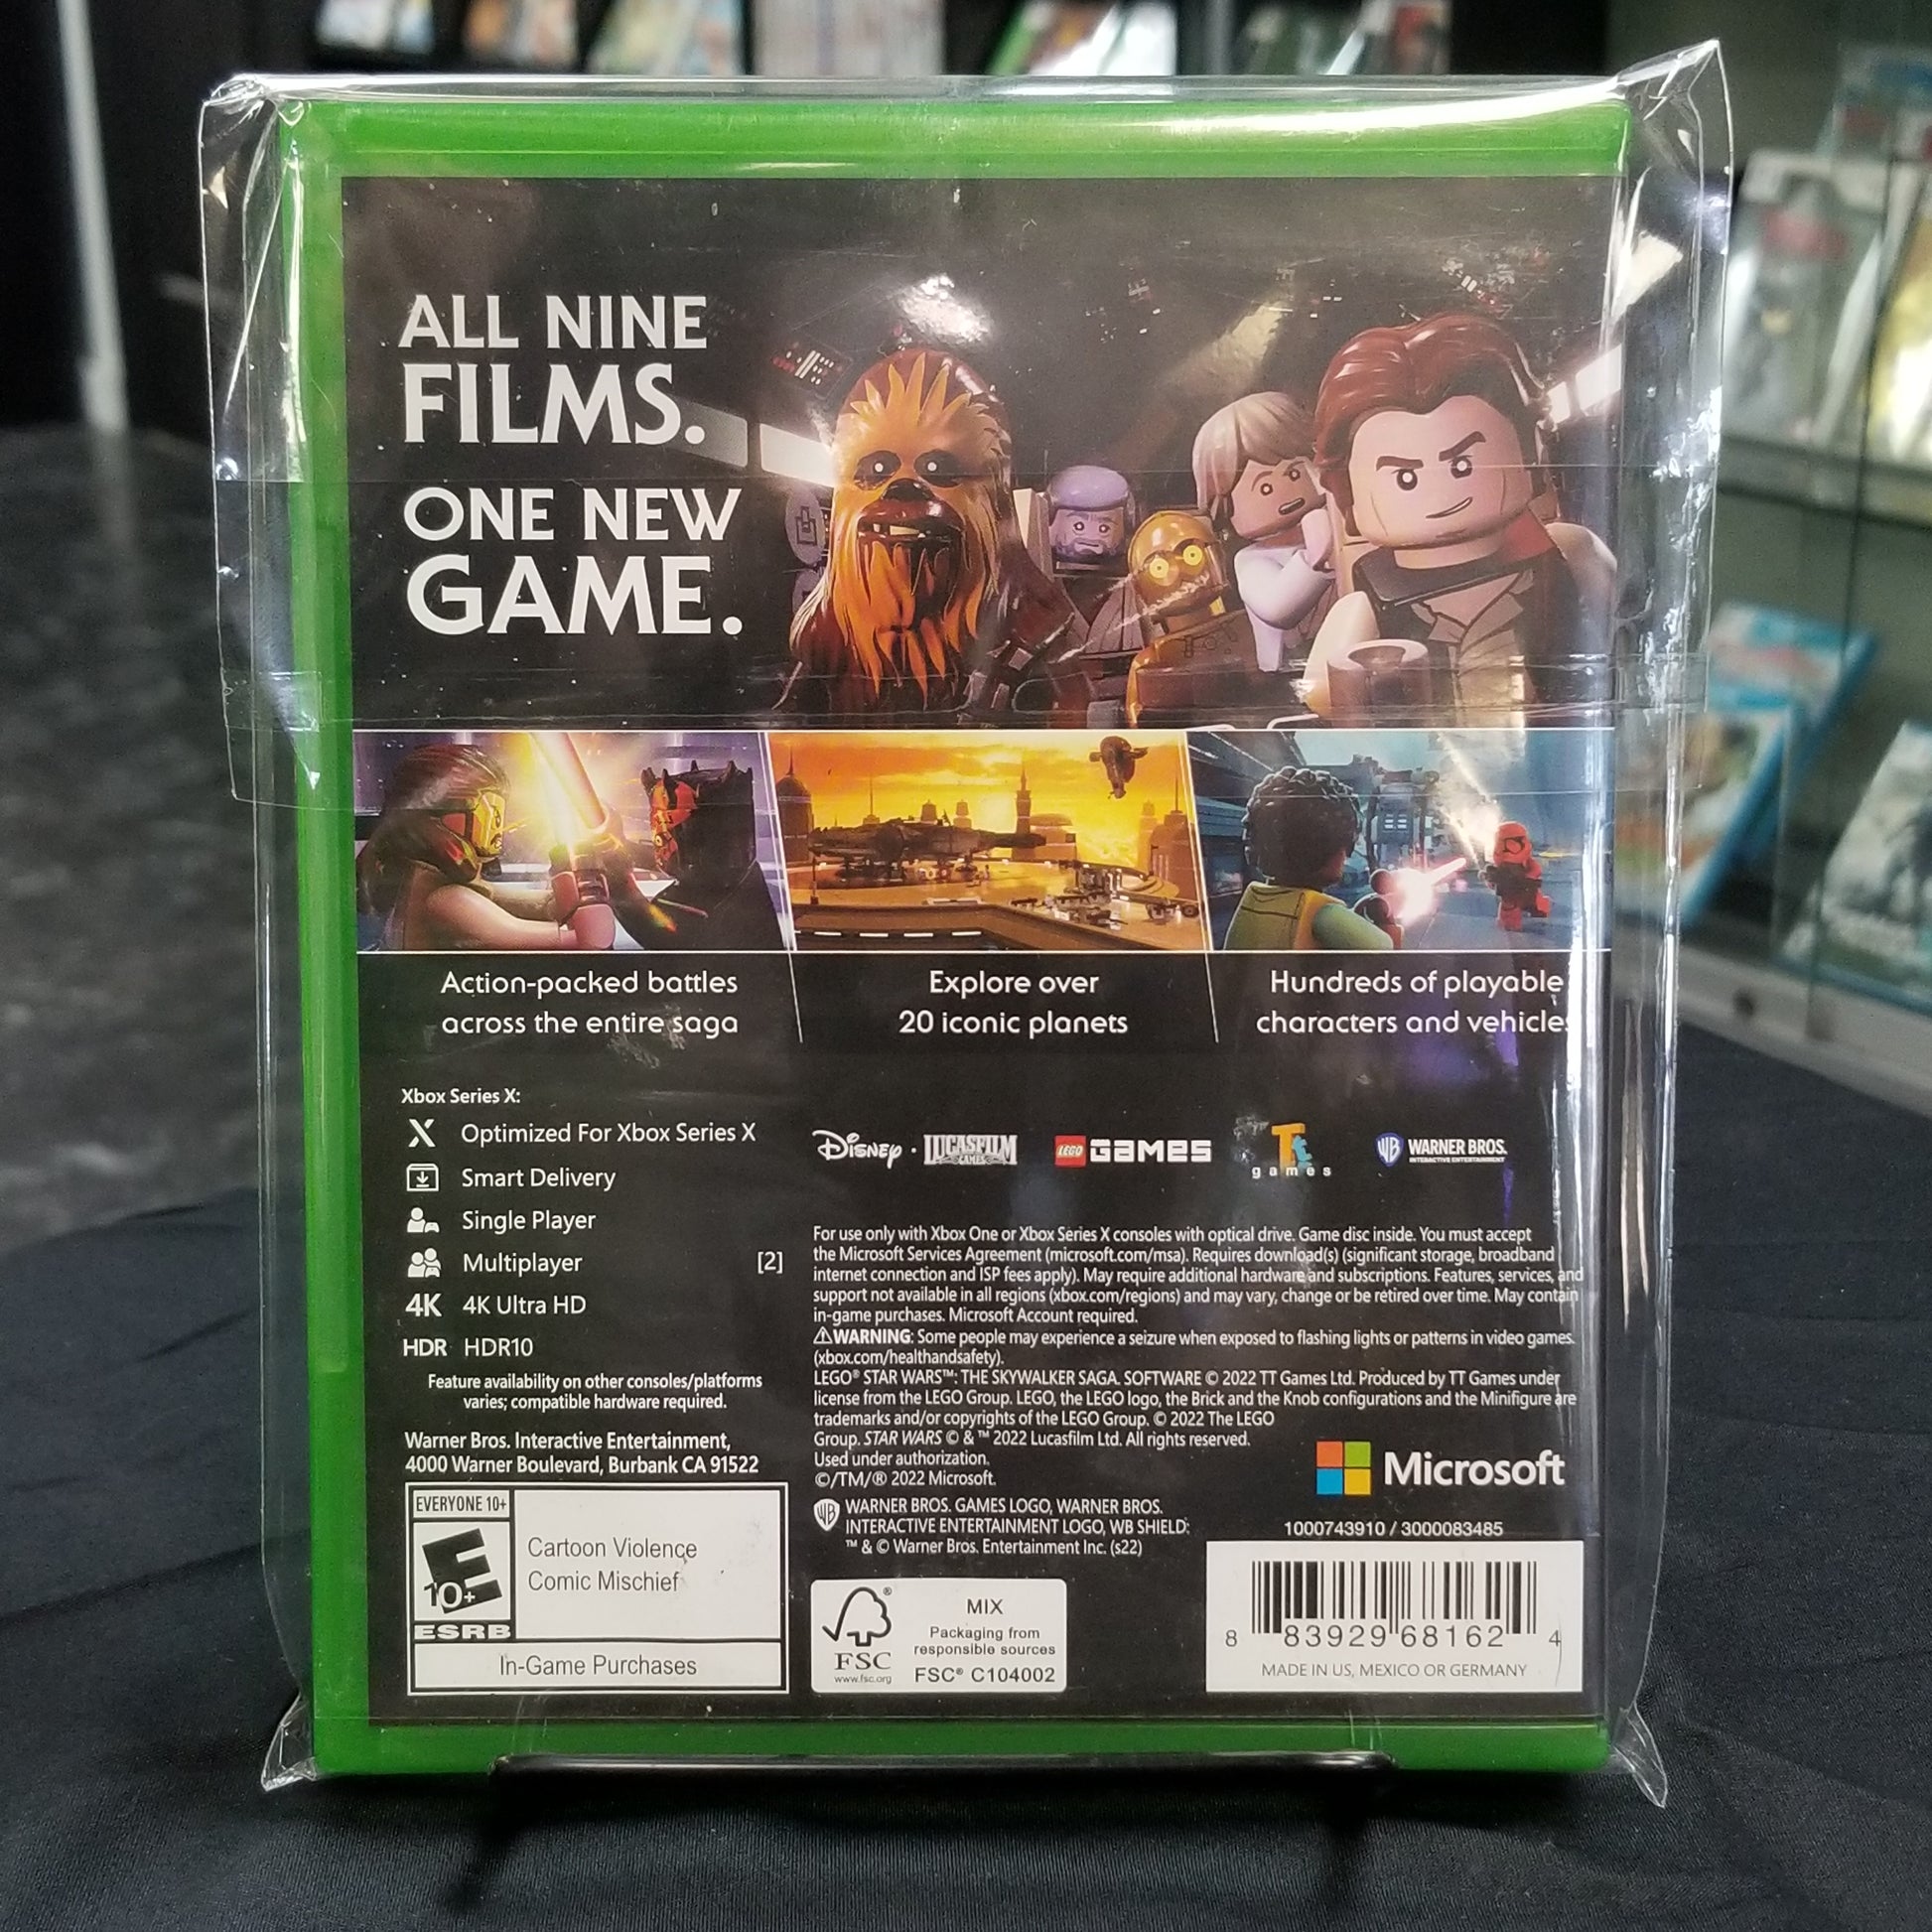 ALL NINE
FILMS.
ONE NEW
GAME.
Action-packed battles
across the entire saga
Explore over
20 iconic planets
Hundreds of playable
characters and vehicles
Xbox Series X:
X Optimized For Xbox Series X
Smart Delivery
Single Player
Multiplayer [2]
4K 4K Ultra HD
HDR HDR10
Feature availability on other consoles/platforms
varies; compatible hardware required.
Warner Bros. Interactive Entertainment,
4000 Warner Boulevard, Burbank CA 91522
EVERYONE 10+
E
10+
ESRB
Cartoon Violence
Comic Mischief
In-Game Purchases
Disney · LUCASFILM
GAMES
LEGO GAMES
Tt
games
WB WARNER BROS.
INTERACTIVE ENTERTAINMENT
For use only with Xbox One or Xbox Series X consoles with optical drive. Game disc inside. You must accept
the Microsoft Services Agreement (microsoft.com/msa). Requires download(s) (significant storage, broadband
internet connection and ISP fees apply). May require additional hardware and subscriptions. Features, services, and
support not available in all regions (xbox.com/regions) and may vary, change or be retired over time. May contain
in-game purchases. Microsoft Account required.
⚠WARNING: Some people may experience a seizure when exposed to flashing lights or patterns in video games.
(xbox.com/healthandsafety).
LEGO® STAR WARS™: THE SKYWALKER SAGA. SOFTWARE © 2022 TT Games Ltd. Produced by TT Games under
license from the LEGO Group. LEGO, the LEGO logo, the Brick and the Knob configurations and the Minifigure are
trademarks and/or copyrights of the LEGO Group. © 2022 The LEGO
Group. STAR WARS © & ™ 2022 Lucasfilm Ltd. All rights reserved.
Used under authorization.
©/TM/® 2022 Microsoft.
Microsoft
WB WARNER BROS. GAMES LOGO, WARNER BROS.
INTERACTIVE ENTERTAINMENT LOGO, WB SHIELD:
™ & © Warner Bros. Entertainment Inc. (s22)
1000743910 / 3000083485
FSC
www.fsc.org
MIX
Packaging from
responsible sources
FSC® C104002
8 83929 68162 4
MADE IN US, MEXICO OR GERMANY